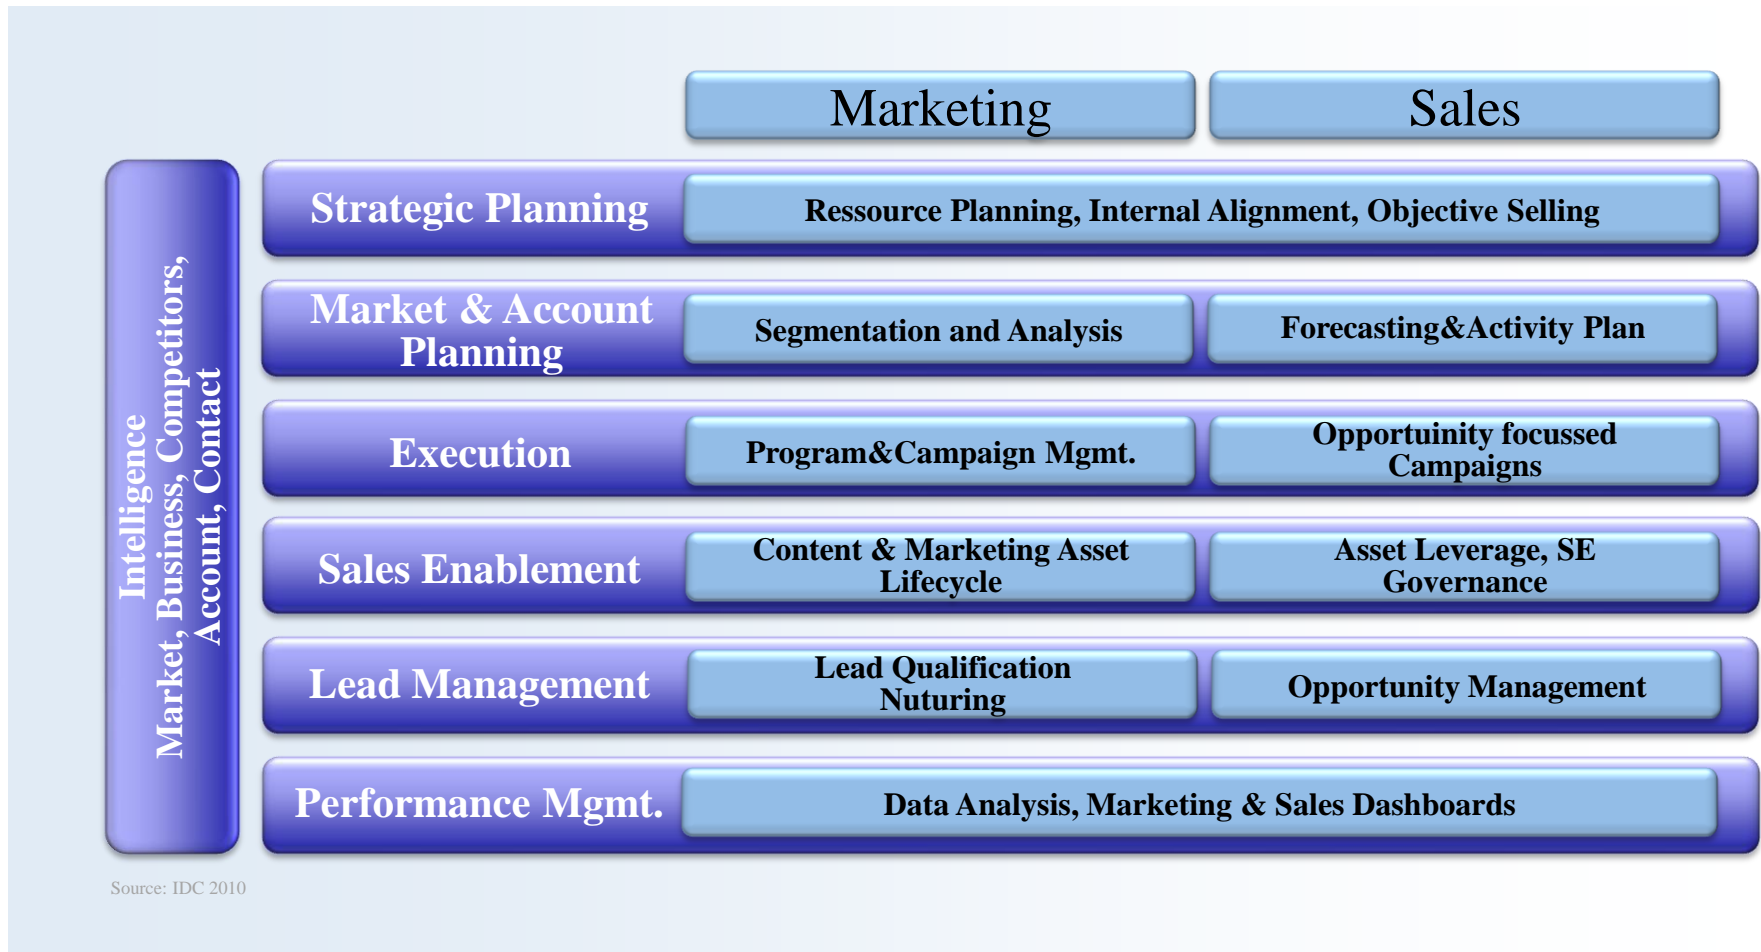 Marketing
Sales
Intelligence
Market, Business, Competitors,
Account, Contact
Strategic Planning
Ressource Planning, Internal Alignment, Objective Selling
Market & Account
Planning
Segmentation and Analysis
Forecasting&Activity Plan
Execution
Program&Campaign Mgmt.
Opportuinity focussed
Campaigns
Sales Enablement
Content & Marketing Asset
Lifecycle
Asset Leverage, SE
Governance
Lead Management
Lead Qualification
Nuturing
Opportunity Management
Performance Mgmt.
Data Analysis, Marketing & Sales Dashboards
Source: IDC 2010